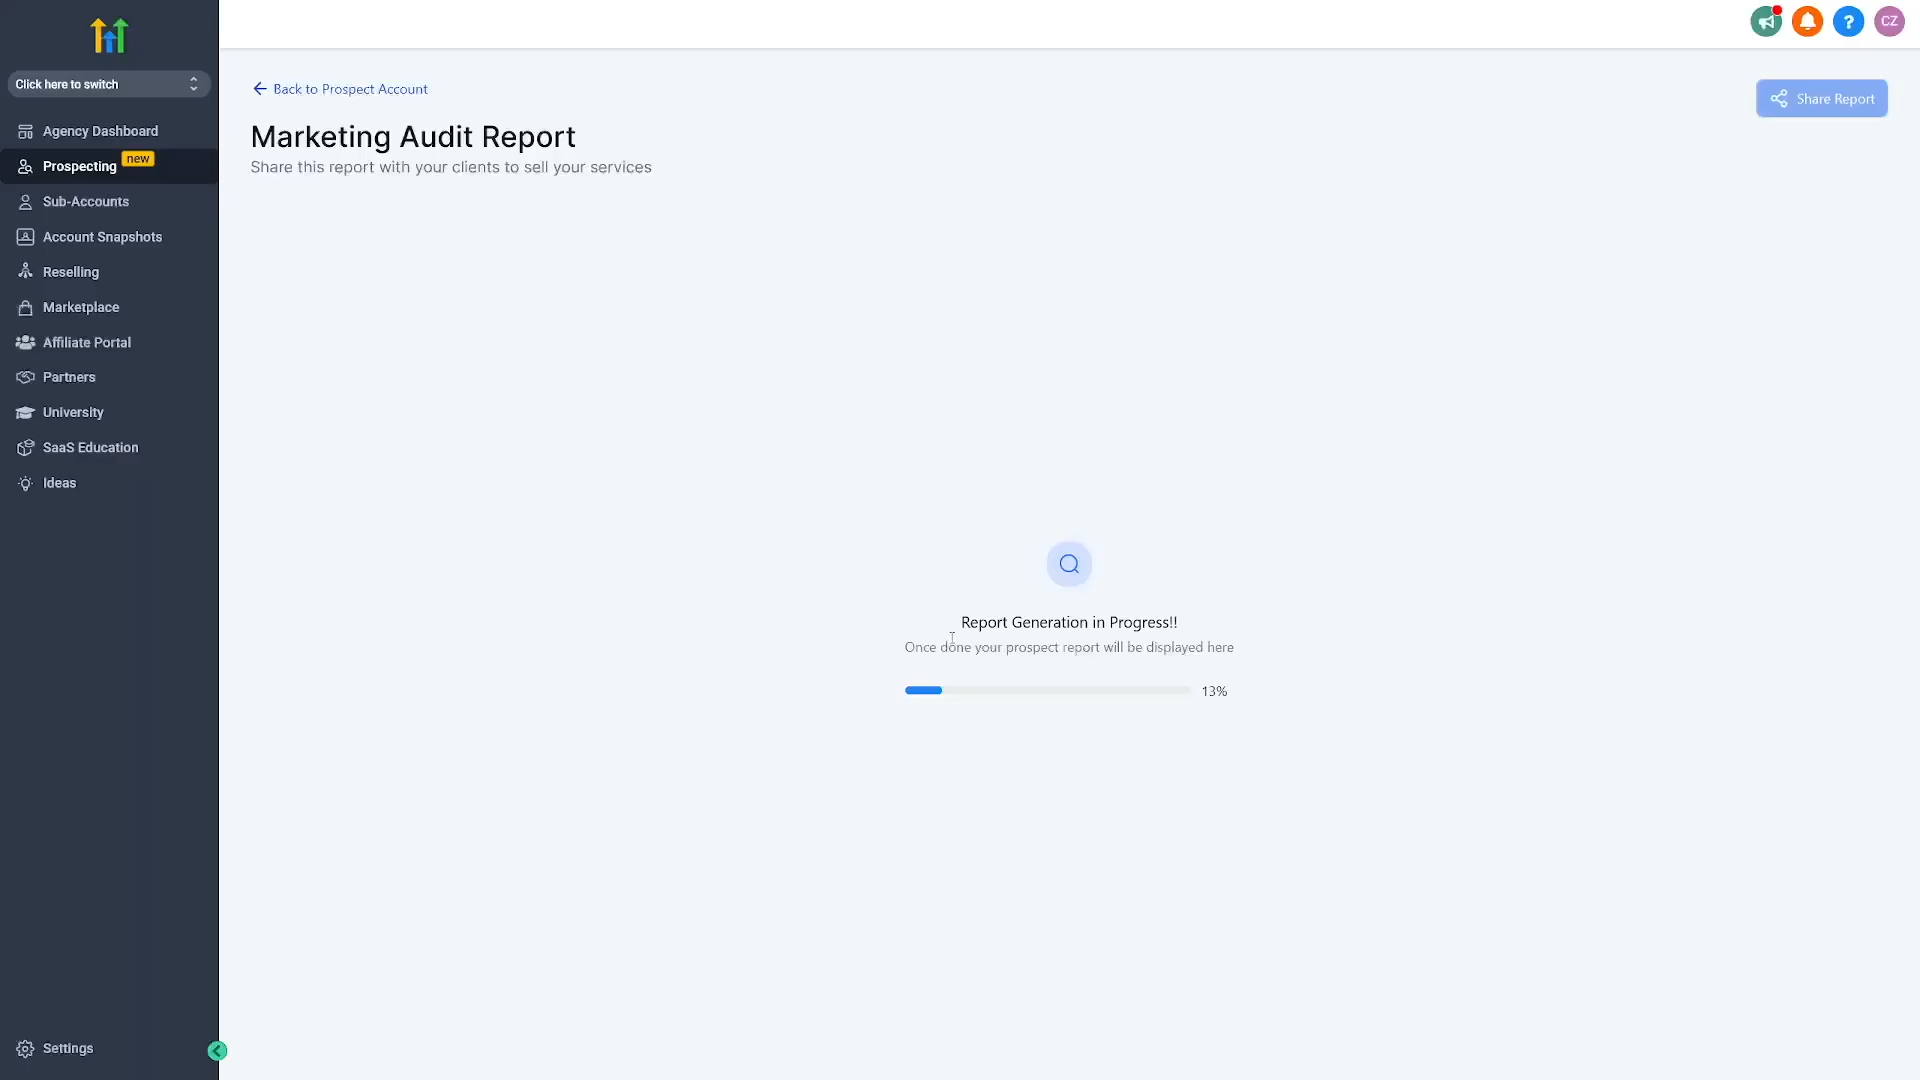 CZ
Click here to switch
Agency Dashboard
Prospecting new
Sub-Accounts
Account Snapshots
Reselling
Marketplace
Affiliate Portal
Partners
University
SaaS Education
Ideas
Settings
Back to Prospect Account
Share Report
Marketing Audit Report
Share this report with your clients to sell your services
Report Generation in Progress!!
Once done your prospect report will be displayed here
13%